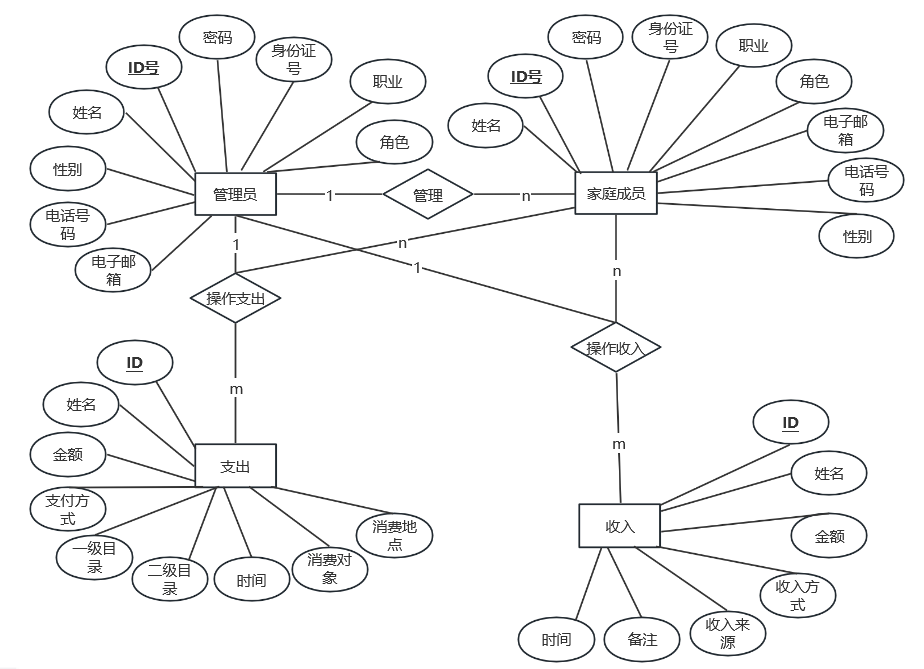 密码
身份证
号
ID号
职业
姓名
角色
性别
电话号
码
电子邮
箱
管理员
1
管理
n
密码
身份证
号
职业
ID号
角色
姓名
电子邮
箱
电话号
码
性别
家庭成员
1
n
1
n
操作支出
操作收入
m
m
ID
姓名
金额
支出
支付方
式
一级目
录
二级目
录
时间
消费对
象
消费地
点
ID
姓名
收入
金额
收入方
式
收入来
源
备注
时间